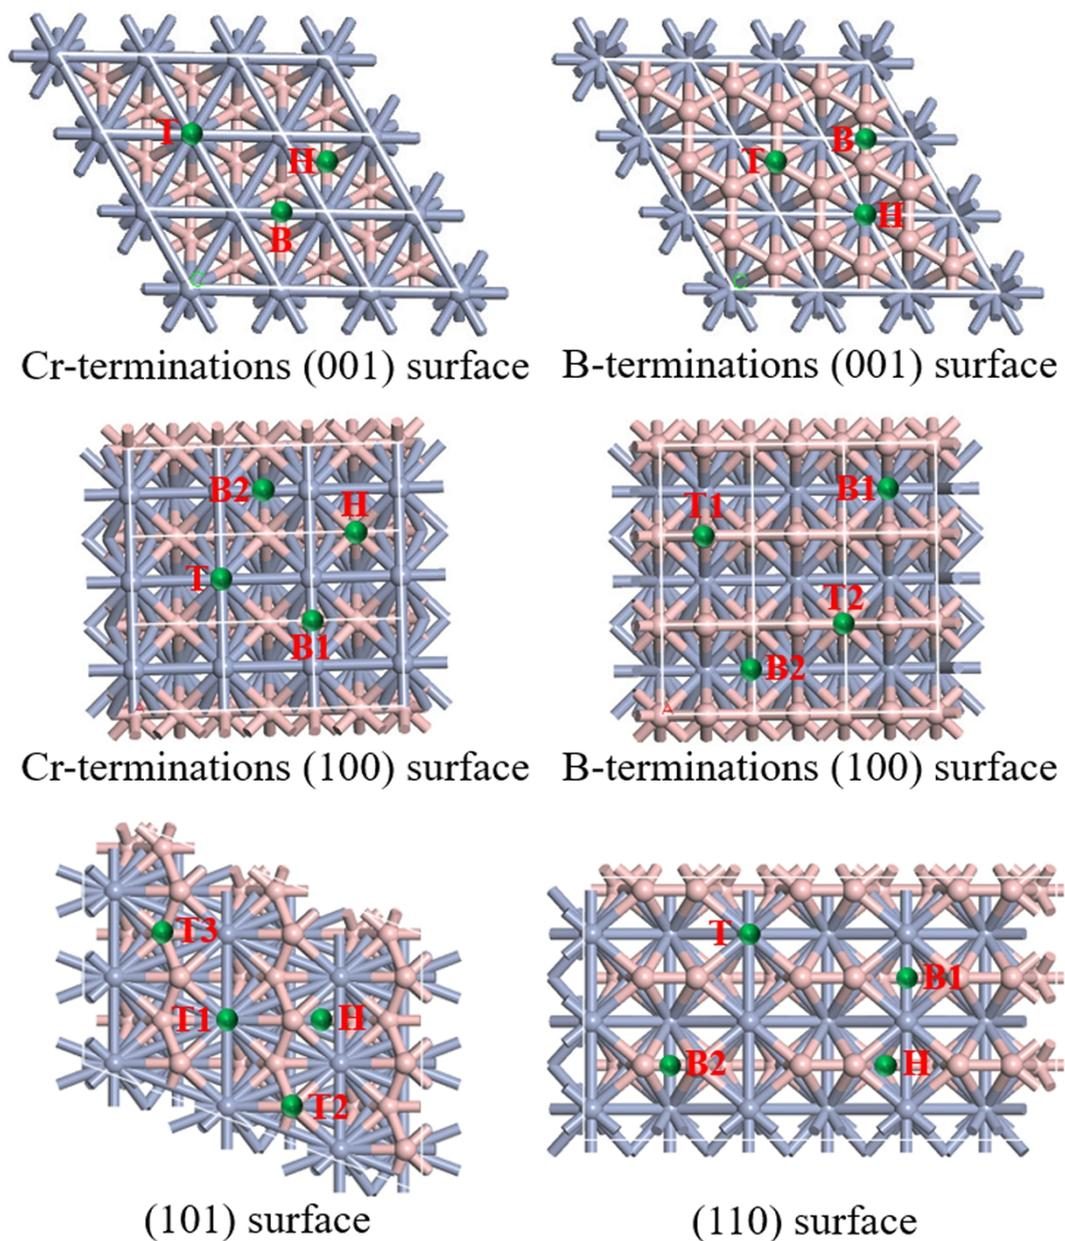 T
H
B
C
Cr-terminations (001) surface
B
T
H
C
B-terminations (001) surface
B2
H
T
B1
A
Cr-terminations (100) surface
T1
B1
T2
B2
A
B-terminations (100) surface
T3
T1
H
T2
(101) surface
T
B1
B2
H
(110) surface